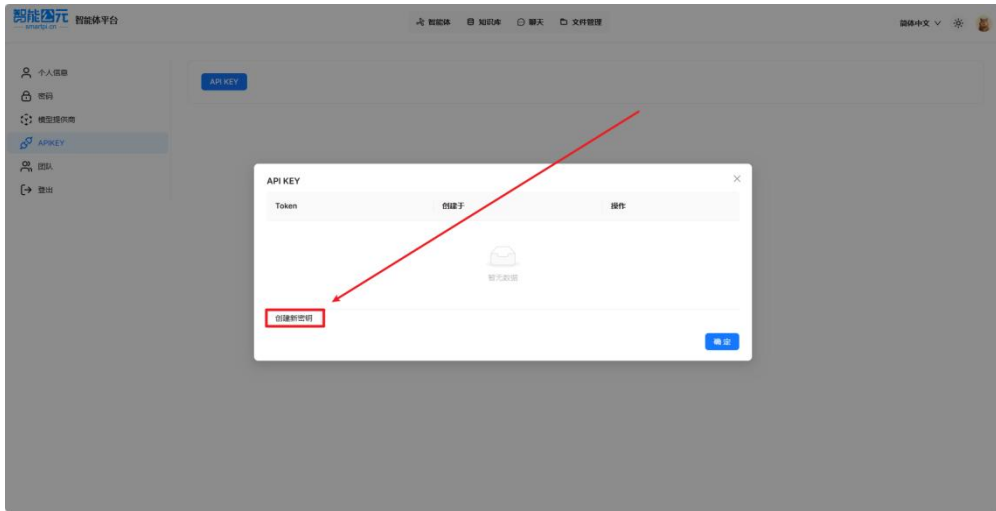 智能公元 智能体平台
smartpi.cn
智能体 知识库 聊天 文件管理
简体中文
个人信息
密码
模型提供商
APIKEY
团队
登出
API KEY
API KEY
Token 创建于 操作
暂无数据
创建新密钥
确定